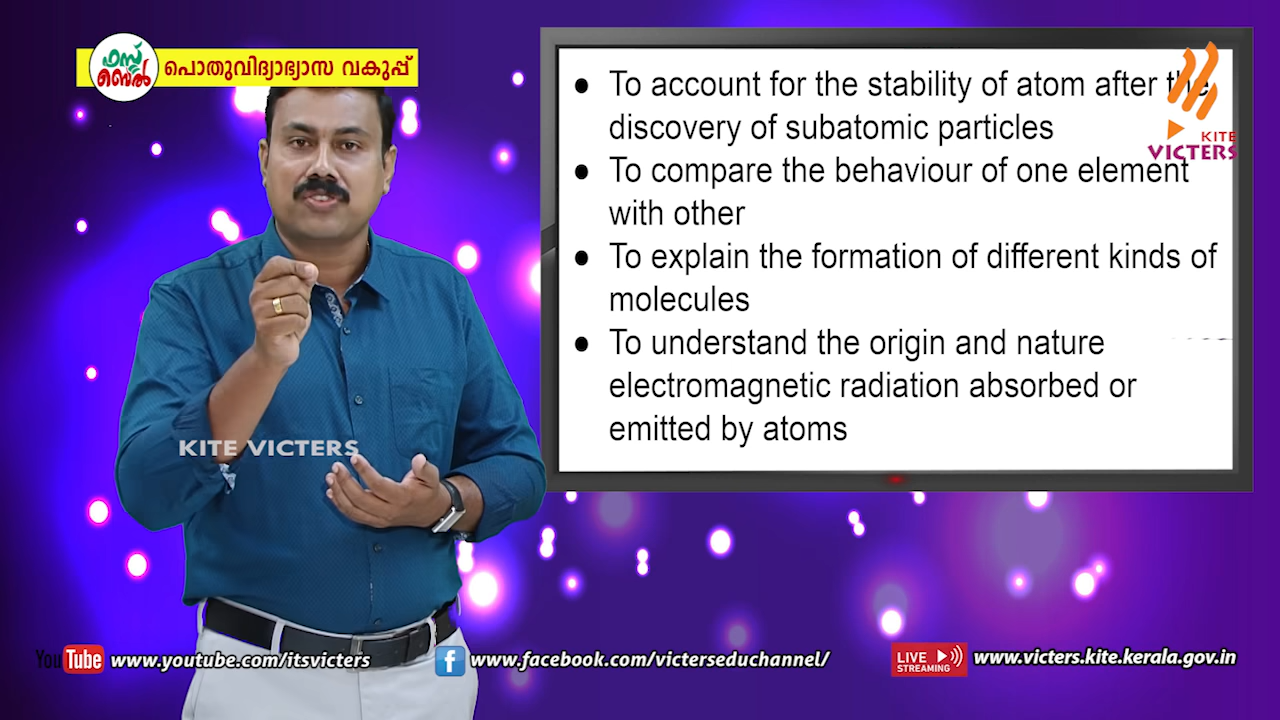 ഫസ്റ്റ്
ബെൽ
പൊതുവിദ്യാഭ്യാസ വകുപ്പ്
• To account for the stability of atom after the
discovery of subatomic particles
• To compare the behaviour of one element
with other
• To explain the formation of different kinds of
molecules
• To understand the origin and nature
electromagnetic radiation absorbed or
emitted by atoms
KITE
VICTERS
KITE VICTERS
YouTube www.youtube.com/itsvicters
f www.facebook.com/victerseduchannel/
LIVE
STREAMING
www.victers.kite.kerala.gov.in